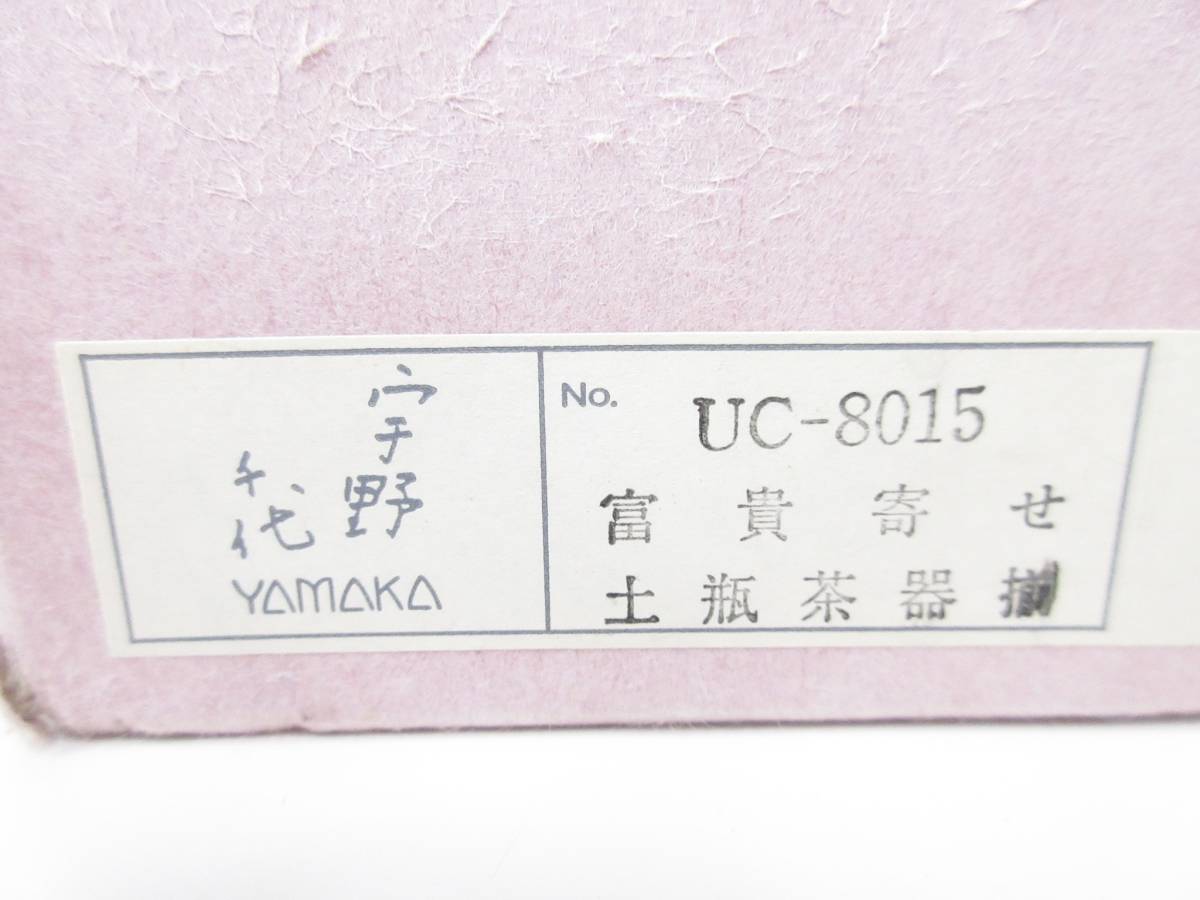 宇野
千代
YAMAKA
No. UC-8015
富貴寄せ
土瓶茶器揃